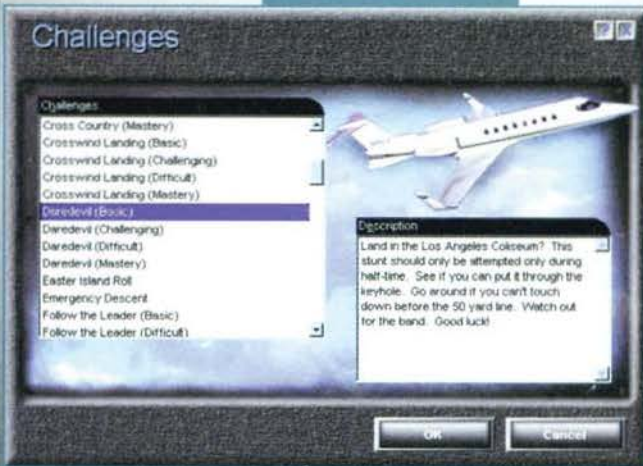 Challenges
Challenges
Cross Country (Mastery)
Crosswind Landing (Basic)
Crosswind Landing (Challenging)
Crosswind Landing (Difficult)
Crosswind Landing (Mastery)
Daredevil (Basic)
Daredevil (Challenging)
Daredevil (Difficult)
Daredevil (Mastery)
Easter Island Roll
Emergency Descent
Follow the Leader (Basic)
Follow the Leader (Difficult)
Description
Land in the Los Angeles Coliseum? This
stunt should only be attempted only during
half-time. See if you can put it through the
keyhole. Go around if you can't touch
down before the 50 yard line. Watch out
for the band. Good luck!
OK
Cancel